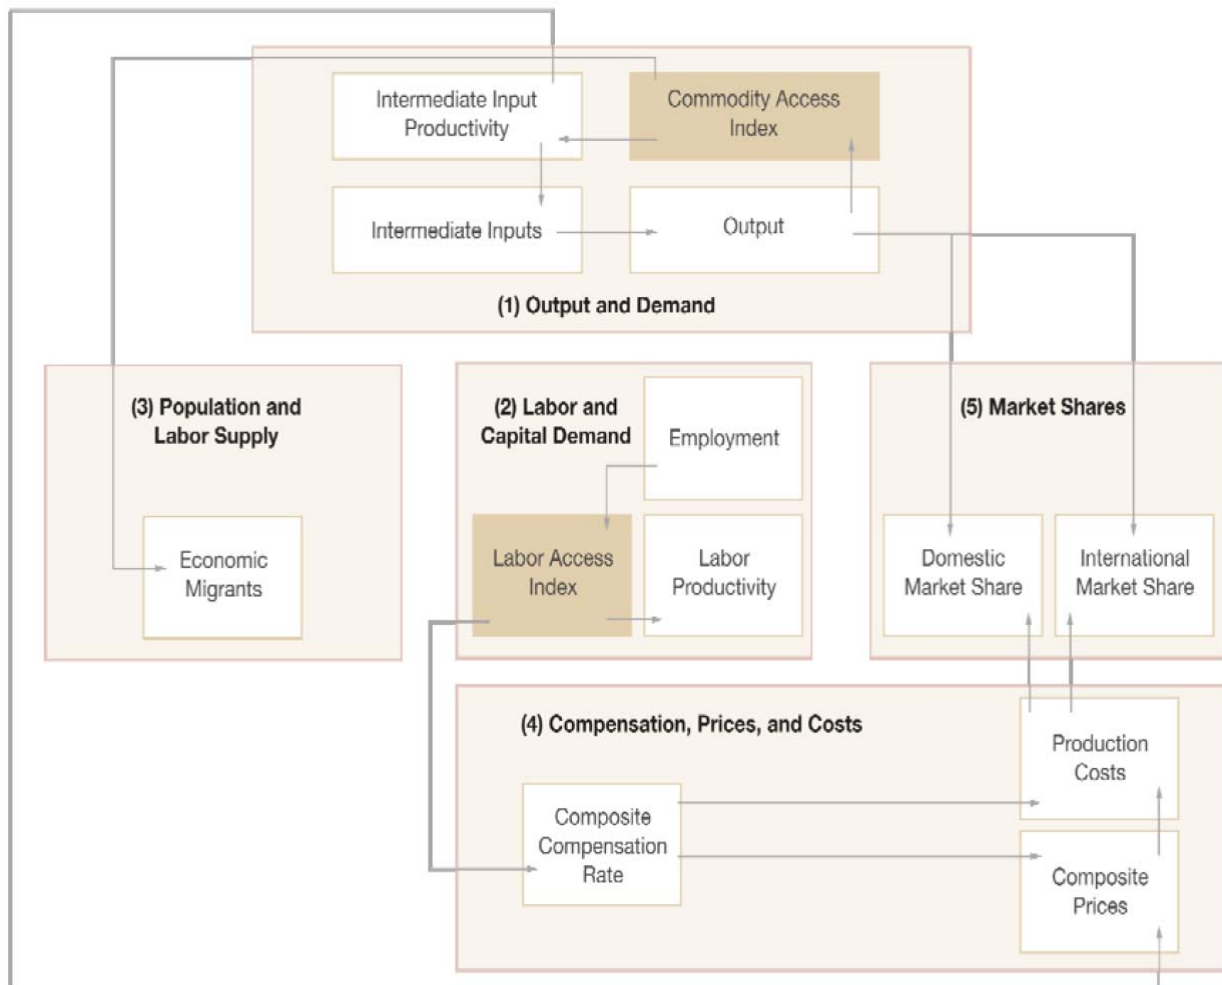 Intermediate Input
Productivity
Commodity Access
Index
Intermediate Inputs
Output
(1) Output and Demand
(3) Population and
Labor Supply
Economic
Migrants
(2) Labor and
Capital Demand
Employment
Labor Access
Index
Labor
Productivity
(5) Market Shares
Domestic
Market Share
International
Market Share
(4) Compensation, Prices, and Costs
Composite
Compensation
Rate
Production
Costs
Composite
Prices